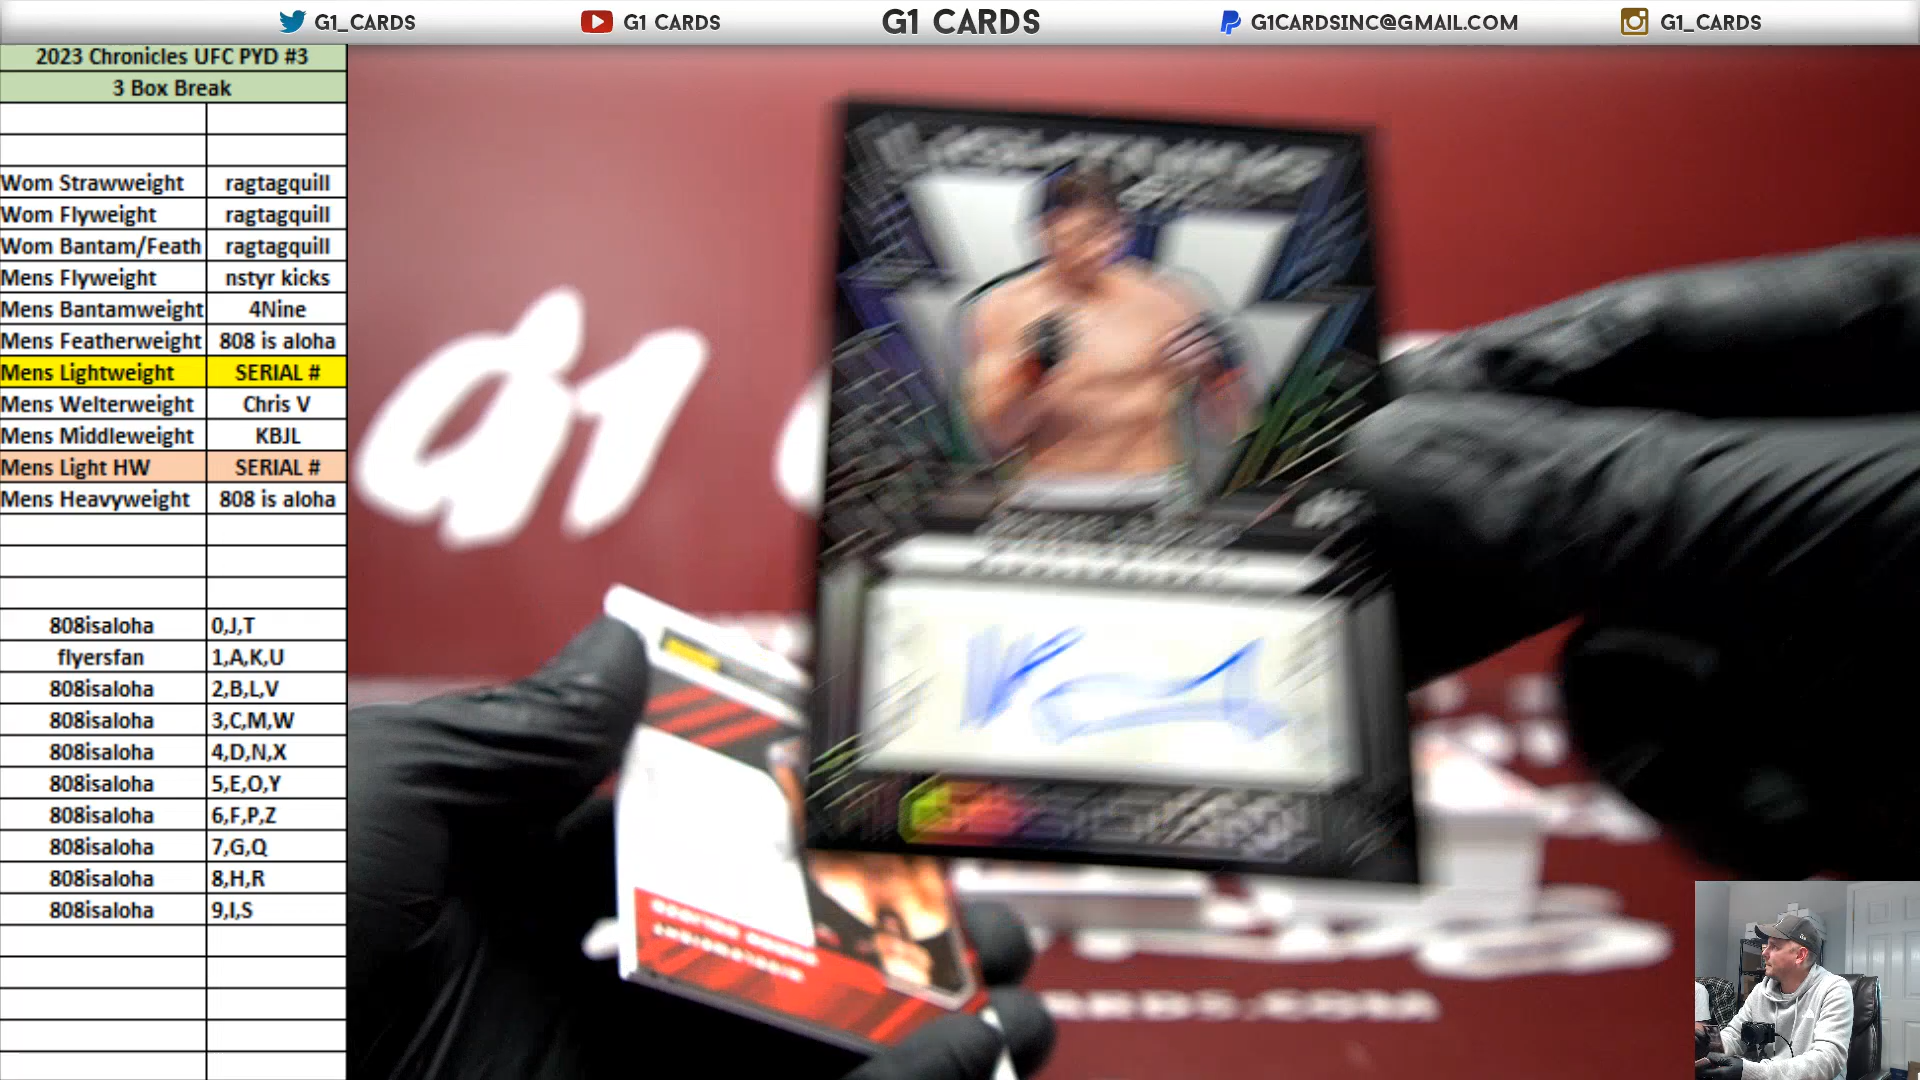 G1_CARDS
G1 CARDS
G1 CARDS
G1CARDSINC@GMAIL.COM
G1_CARDS
2023 Chronicles UFC PYD #3
3 Box Break
Wom Strawweight ragtagquill
Wom Flyweight ragtagquill
Wom Bantam/Feath ragtagquill
Mens Flyweight nstyr kicks
Mens Bantamweight 4Nine
Mens Featherweight 808 is aloha
Mens Lightweight SERIAL #
Mens Welterweight Chris V
Mens Middleweight KBJL
Mens Light HW SERIAL #
Mens Heavyweight 808 is aloha
808isaloha 0,J,T
flyersfan 1,A,K,U
808isaloha 2,B,L,V
808isaloha 3,C,M,W
808isaloha 4,D,N,X
808isaloha 5,E,O,Y
808isaloha 6,F,P,Z
808isaloha 7,G,Q
808isaloha 8,H,R
808isaloha 9,I,S
G1